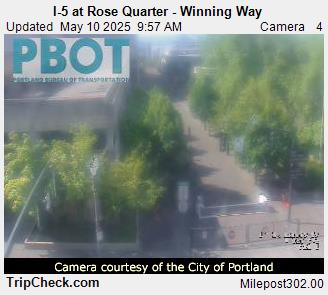 I-5 at Rose Quarter - Winning Way
Updated May 10 2025 9:57 AM Camera 4
PBOT
PORTLAND BUREAU OF TRANSPORTATION
Camera courtesy of the City of Portland
TripCheck.com Milepost302.00